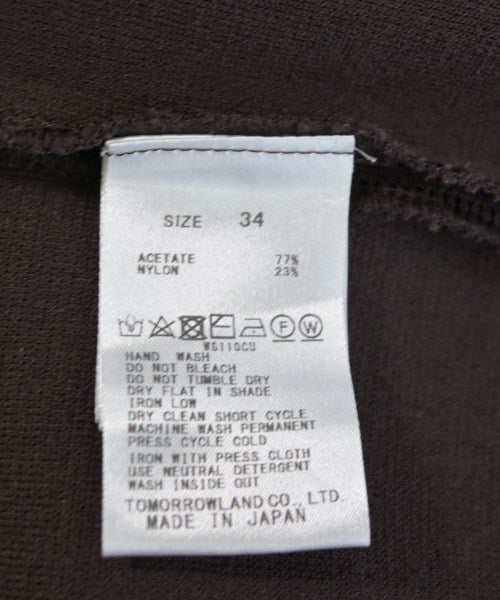 SIZE 34
ACETATE 77%
NYLON 23%
F W
WS110CU
HAND WASH
DO NOT BLEACH
DO NOT TUMBLE DRY
DRY FLAT IN SHADE
IRON LOW
DRY CLEAN SHORT CYCLE
MACHINE WASH PERMANENT
PRESS CYCLE COLD
IRON WITH PRESS CLOTH
USE NEUTRAL DETERGENT
WASH INSIDE OUT
TOMORROWLAND CO., LTD.
MADE IN JAPAN